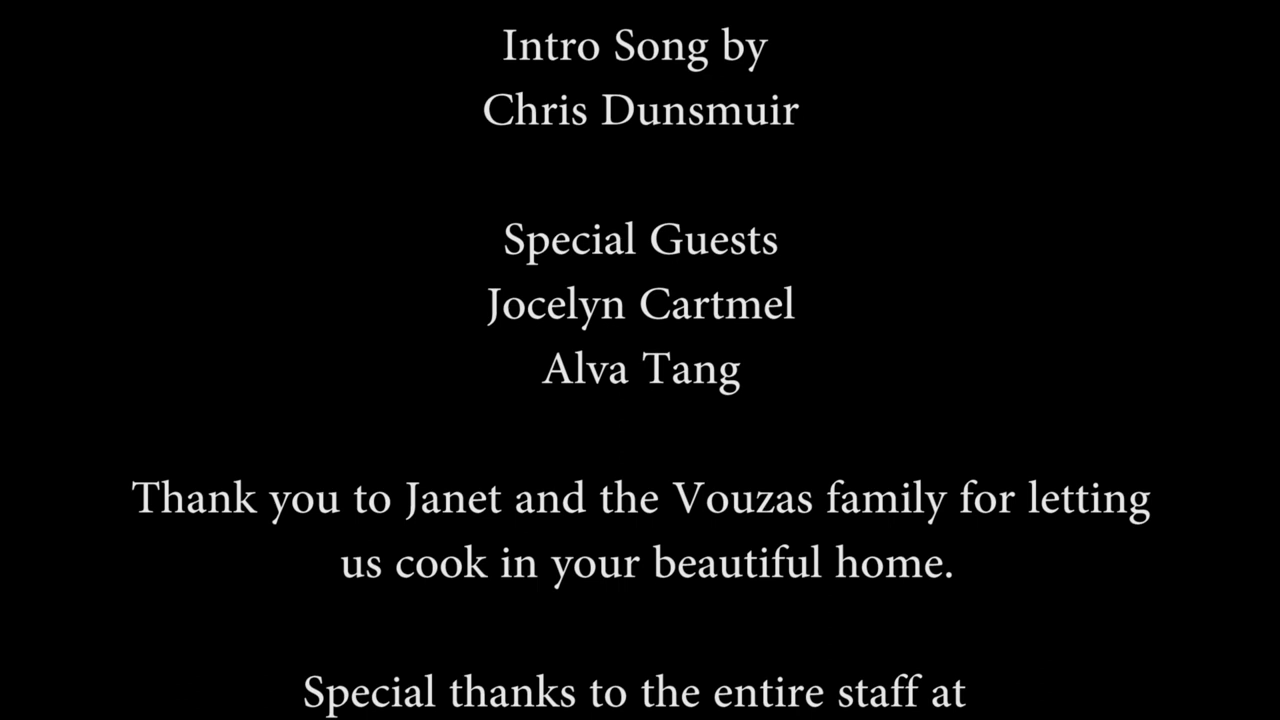 Intro Song by
Chris Dunsmuir
Special Guests
Jocelyn Cartmel
Alva Tang
Thank you to Janet and the Vouzas family for letting
us cook in your beautiful home.
Special thanks to the entire staff at